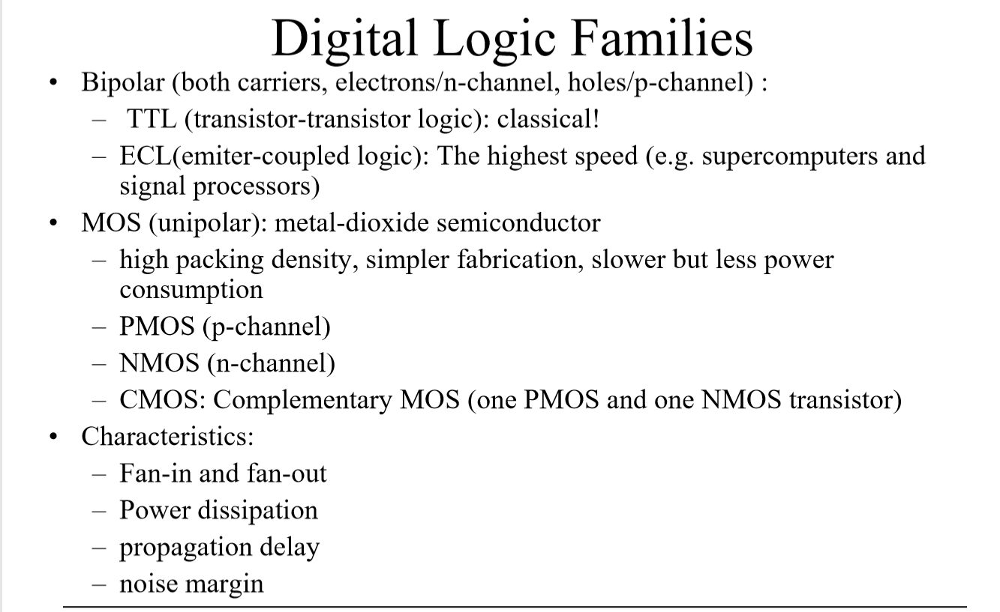 Digital Logic Families
• Bipolar (both carriers, electrons/n-channel, holes/p-channel) :
– TTL (transistor-transistor logic): classical!
– ECL(emiter-coupled logic): The highest speed (e.g. supercomputers and
signal processors)
• MOS (unipolar): metal-dioxide semiconductor
– high packing density, simpler fabrication, slower but less power
consumption
– PMOS (p-channel)
– NMOS (n-channel)
– CMOS: Complementary MOS (one PMOS and one NMOS transistor)
• Characteristics:
– Fan-in and fan-out
– Power dissipation
– propagation delay
– noise margin